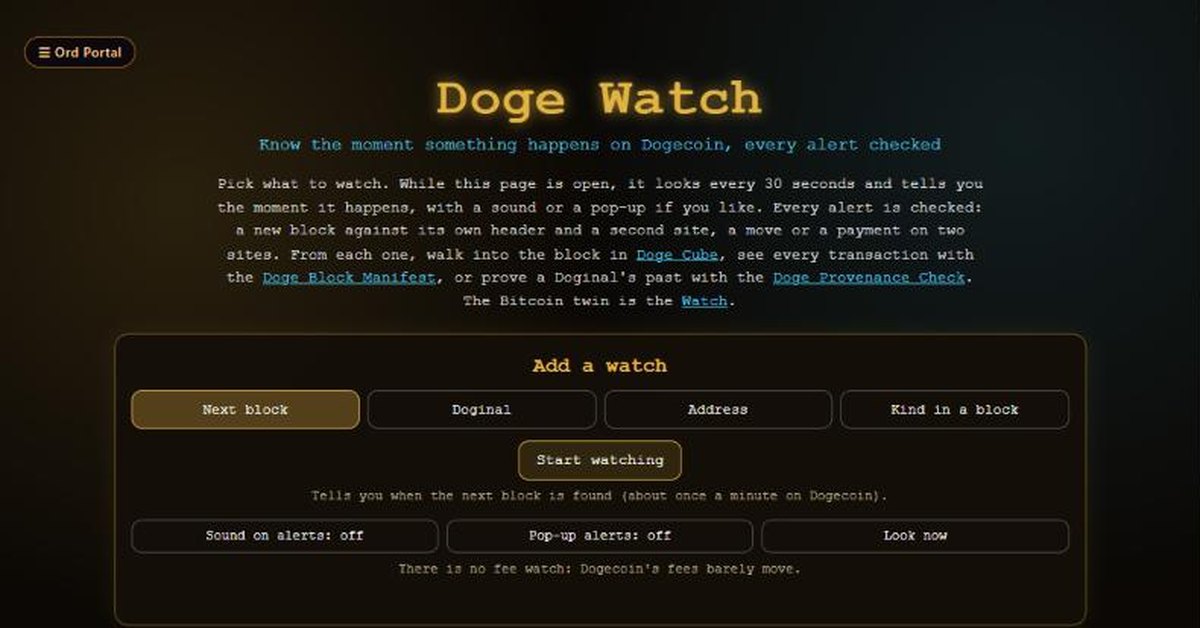 ☰ Ord Portal
Doge Watch
Know the moment something happens on Dogecoin, every alert checked
Pick what to watch. While this page is open, it looks every 30 seconds and tells you
the moment it happens, with a sound or a pop-up if you like. Every alert is checked:
a new block against its own header and a second site, a move or a payment on two
sites. From each one, walk into the block in Doge Cube, see every transaction with
the Doge Block Manifest, or prove a Doginal's past with the Doge Provenance Check.
The Bitcoin twin is the Watch.
Add a watch
Next block
Doginal
Address
Kind in a block
Start watching
Tells you when the next block is found (about once a minute on Dogecoin).
Sound on alerts: off
Pop-up alerts: off
Look now
There is no fee watch: Dogecoin's fees barely move.